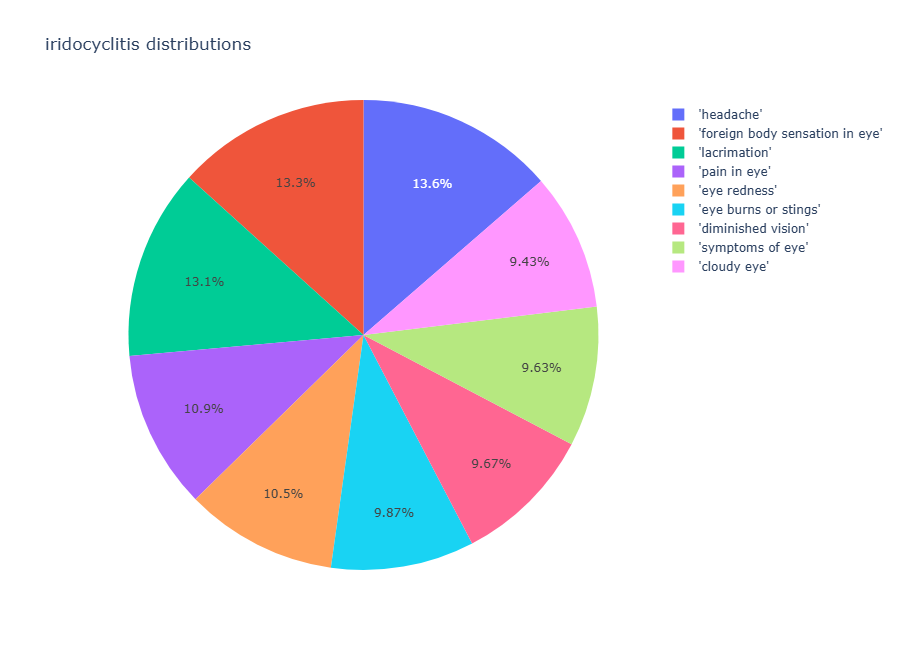 iridocyclitis distributions
'headache'
'foreign body sensation in eye'
'lacrimation'
'pain in eye'
'eye redness'
'eye burns or stings'
'diminished vision'
'symptoms of eye'
'cloudy eye'
13.3%
13.6%
9.43%
13.1%
9.63%
10.9%
9.67%
10.5%
9.87%